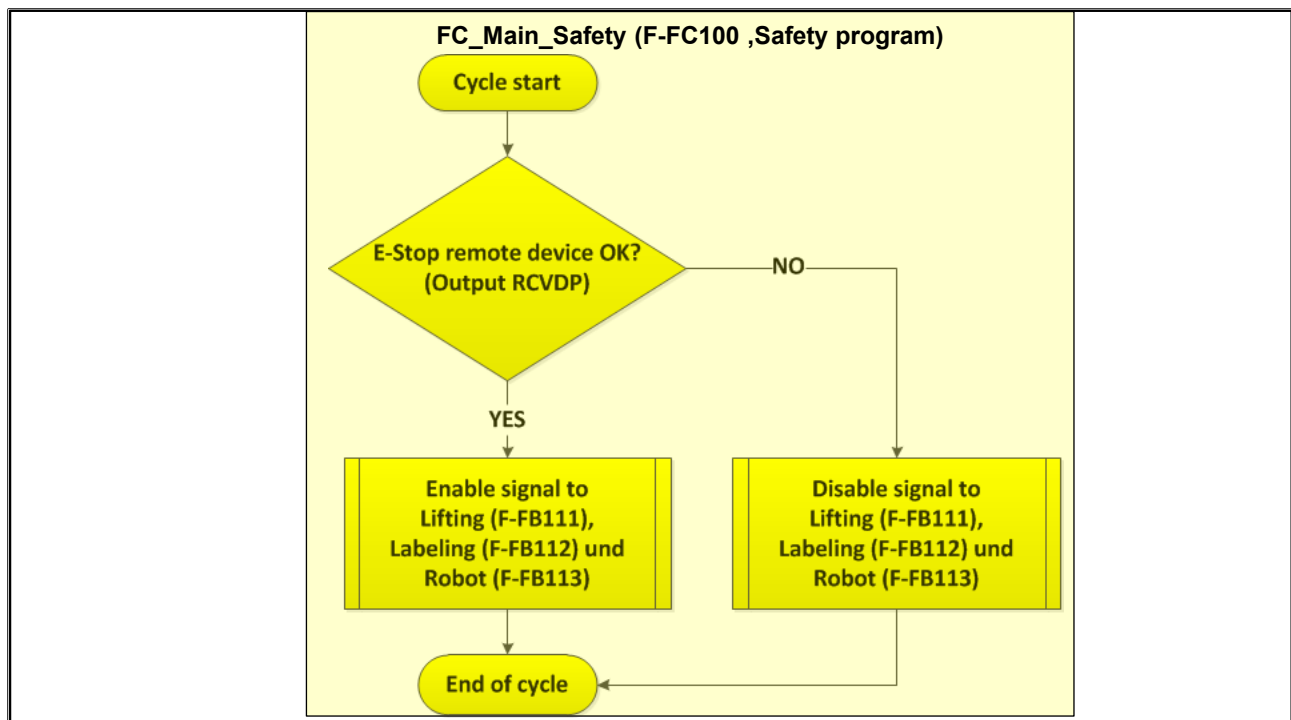 FC_Main_Safety (F-FC100 ,Safety program)
Cycle start
E-Stop remote device OK?
(Output RCVDP)
NO
YES
Enable signal to
Lifting (F-FB111),
Labeling (F-FB112) und
Robot (F-FB113)
Disable signal to
Lifting (F-FB111),
Labeling (F-FB112) und
Robot (F-FB113)
End of cycle